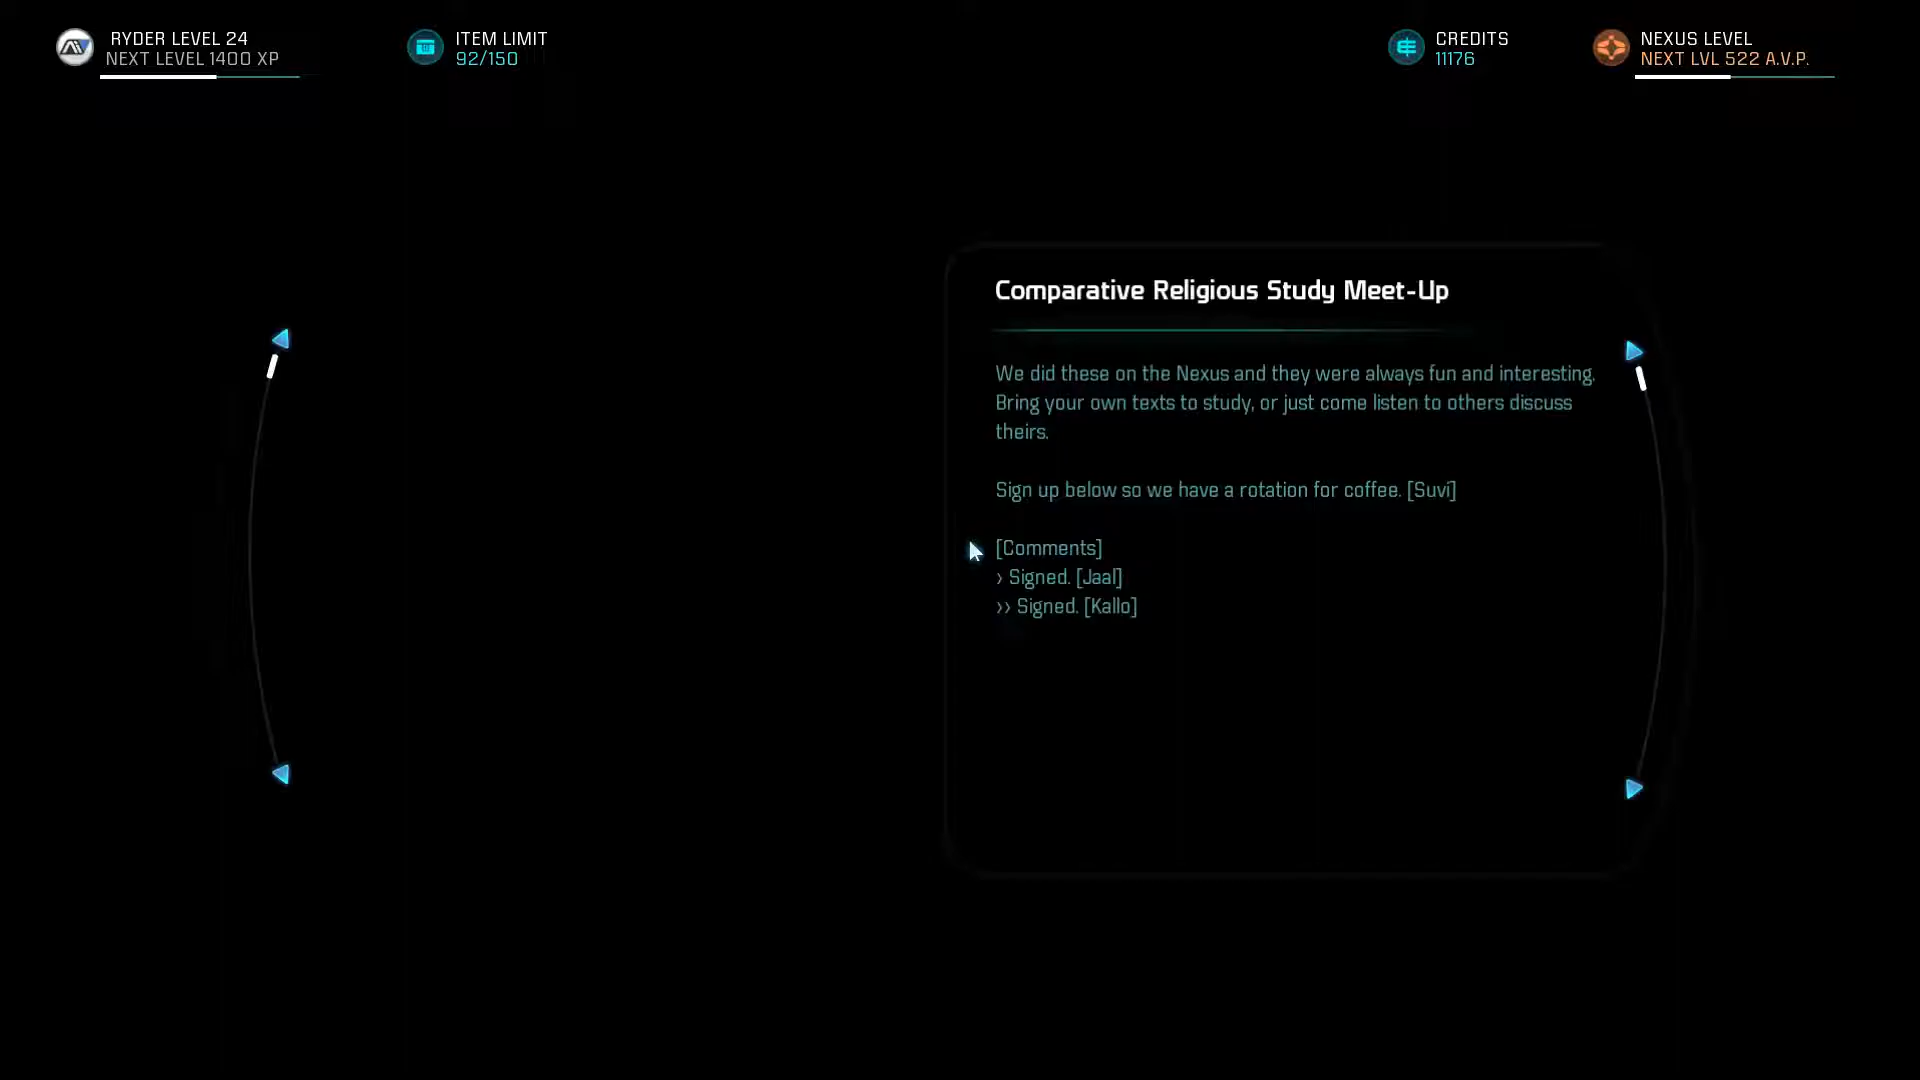 RYDER LEVEL 24
NEXT LEVEL 1400 XP
ITEM LIMIT
92/150
CREDITS
11176
NEXUS LEVEL
NEXT LVL 522 A.V.P.
Comparative Religious Study Meet-Up
We did these on the Nexus and they were always fun and interesting.
Bring your own texts to study, or just come listen to others discuss
theirs.
Sign up below so we have a rotation for coffee. [Suvi]
[Comments]
> Signed. [Jaal]
>> Signed. [Kallo]